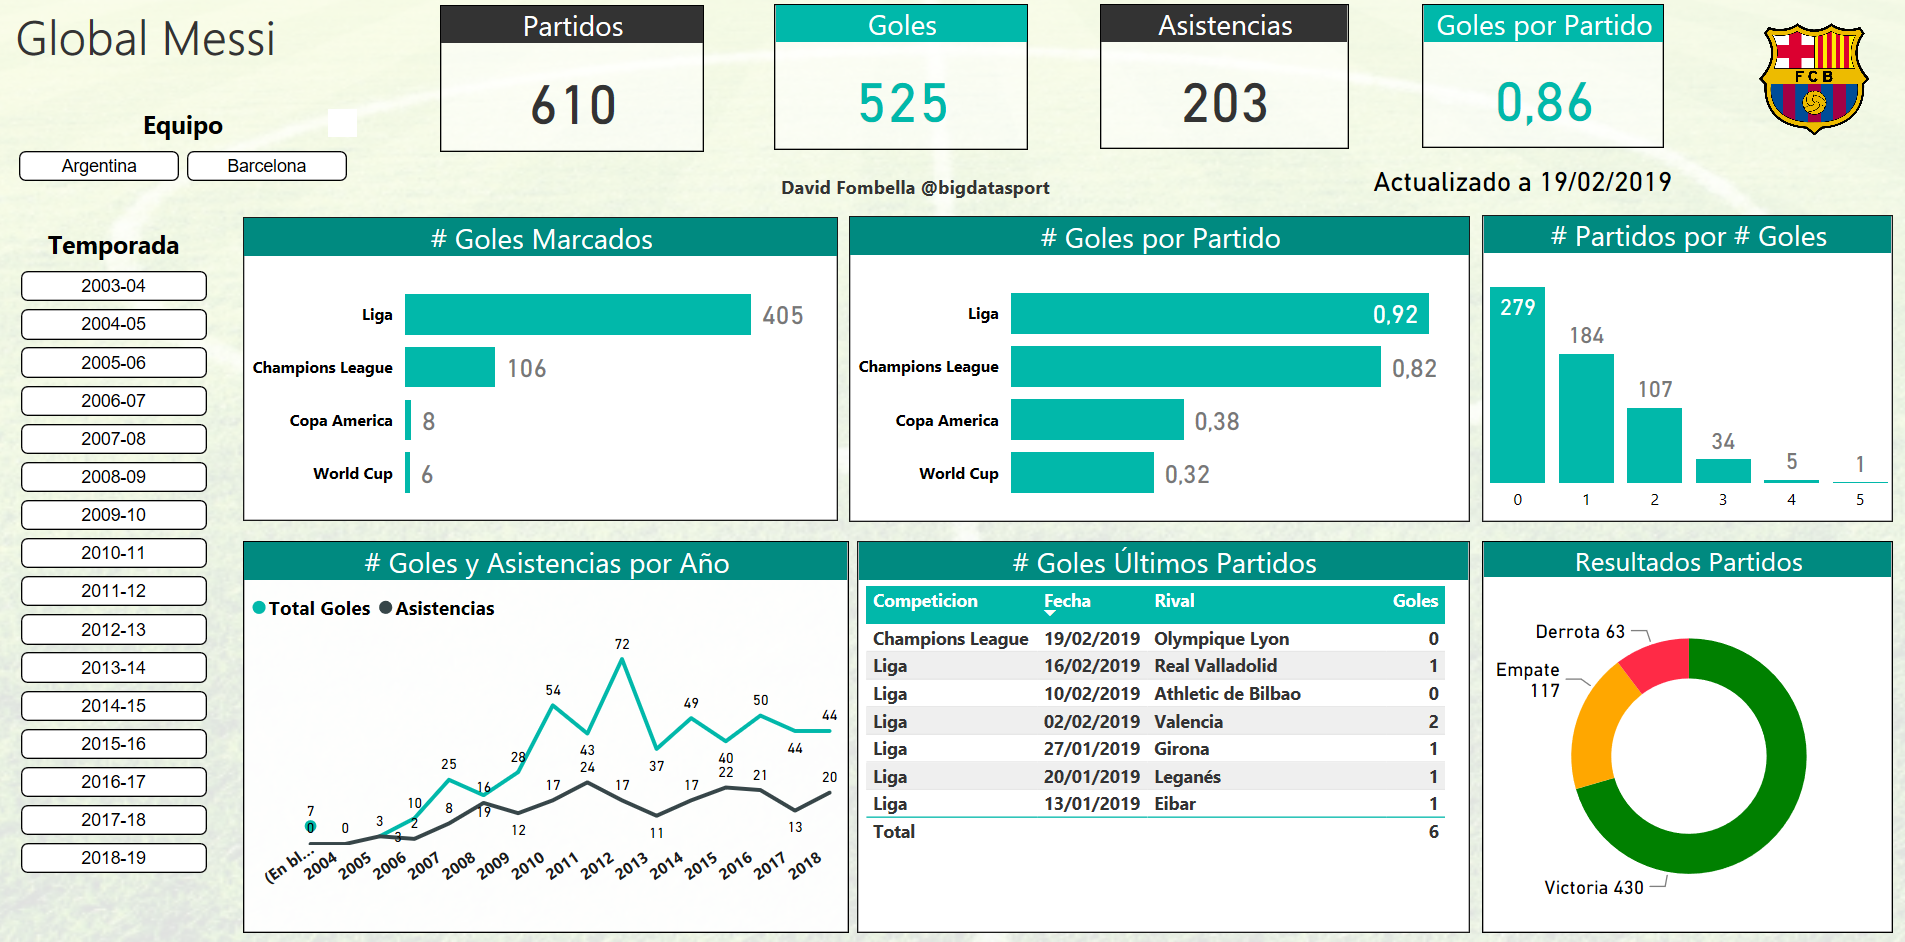 Global Messi
Partidos
610
Goles
525
Asistencias
203
Goles por Partido
0,86
FCB
Equipo
Argentina
Barcelona
David Fombella @bigdatasport
Actualizado a 19/02/2019
Temporada
2003-04
2004-05
2005-06
2006-07
2007-08
2008-09
2009-10
2010-11
2011-12
2012-13
2013-14
2014-15
2015-16
2016-17
2017-18
2018-19
# Goles Marcados
Liga 405
Champions League 106
Copa America 8
World Cup 6
# Goles por Partido
Liga 0,92
Champions League 0,82
Copa America 0,38
World Cup 0,32
# Partidos por # Goles
279 184 107 34 5 1
0 1 2 3 4 5
# Goles y Asistencias por Año
Total Goles Asistencias
7 3 10 25 16 28 54 43 72 37 49 40 50 44 44
0 0 3 2 8 19 12 17 24 17 11 17 22 21 13 20
(En bl... 2004 2005 2006 2007 2008 2009 2010 2011 2012 2013 2014 2015 2016 2017 2018
# Goles Últimos Partidos
Competicion Fecha Rival Goles
Champions League 19/02/2019 Olympique Lyon 0
Liga 16/02/2019 Real Valladolid 1
Liga 10/02/2019 Athletic de Bilbao 0
Liga 02/02/2019 Valencia 2
Liga 27/01/2019 Girona 1
Liga 20/01/2019 Leganés 1
Liga 13/01/2019 Eibar 1
Total 6
Resultados Partidos
Derrota 63
Empate
117
Victoria 430